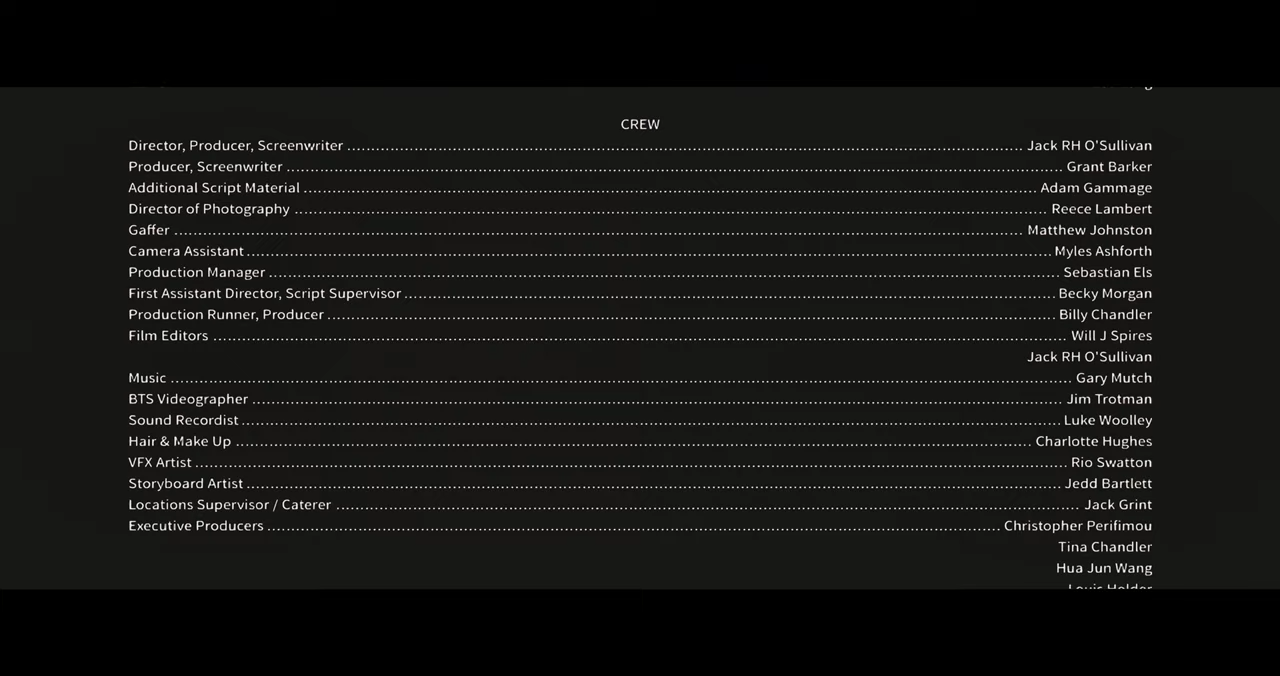 CREW
Director, Producer, Screenwriter ........ Jack RH O'Sullivan
Producer, Screenwriter ........ Grant Barker
Additional Script Material ........ Adam Gammage
Director of Photography ........ Reece Lambert
Gaffer ........ Matthew Johnston
Camera Assistant ........ Myles Ashforth
Production Manager ........ Sebastian Els
First Assistant Director, Script Supervisor ........ Becky Morgan
Production Runner, Producer ........ Billy Chandler
Film Editors ........ Will J Spires
Jack RH O'Sullivan
Music ........ Gary Mutch
BTS Videographer ........ Jim Trotman
Sound Recordist ........ Luke Woolley
Hair & Make Up ........ Charlotte Hughes
VFX Artist ........ Rio Swatton
Storyboard Artist ........ Jedd Bartlett
Locations Supervisor / Caterer ........ Jack Grint
Executive Producers ........ Christopher Perifimou
Tina Chandler
Hua Jun Wang